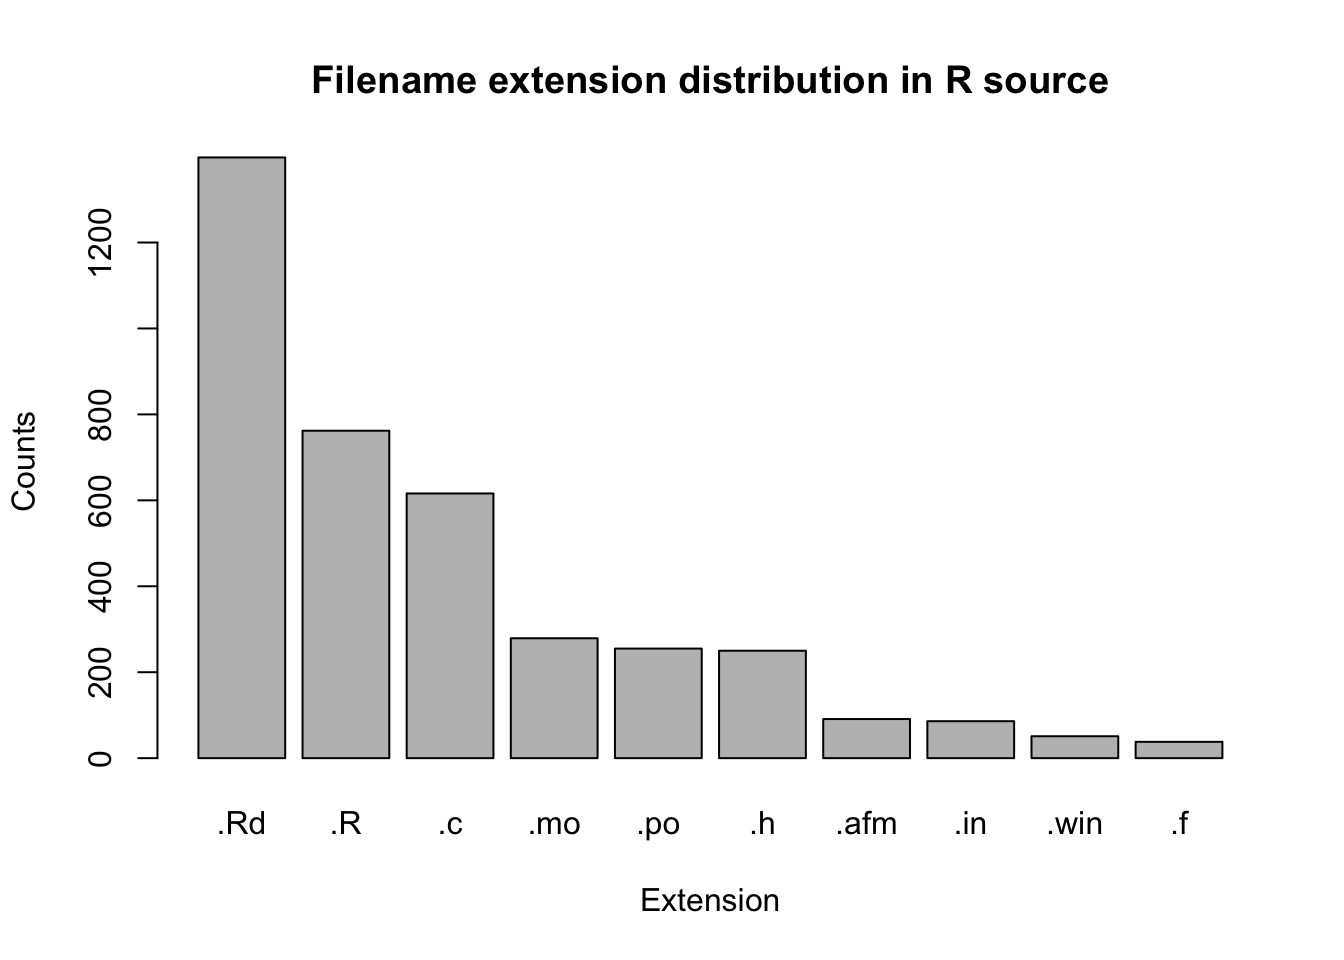 Filename extension distribution in R source
Counts
1200
800
600
400
200
0
.Rd .R .c .mo .po .h .afm .in .win .f
Extension